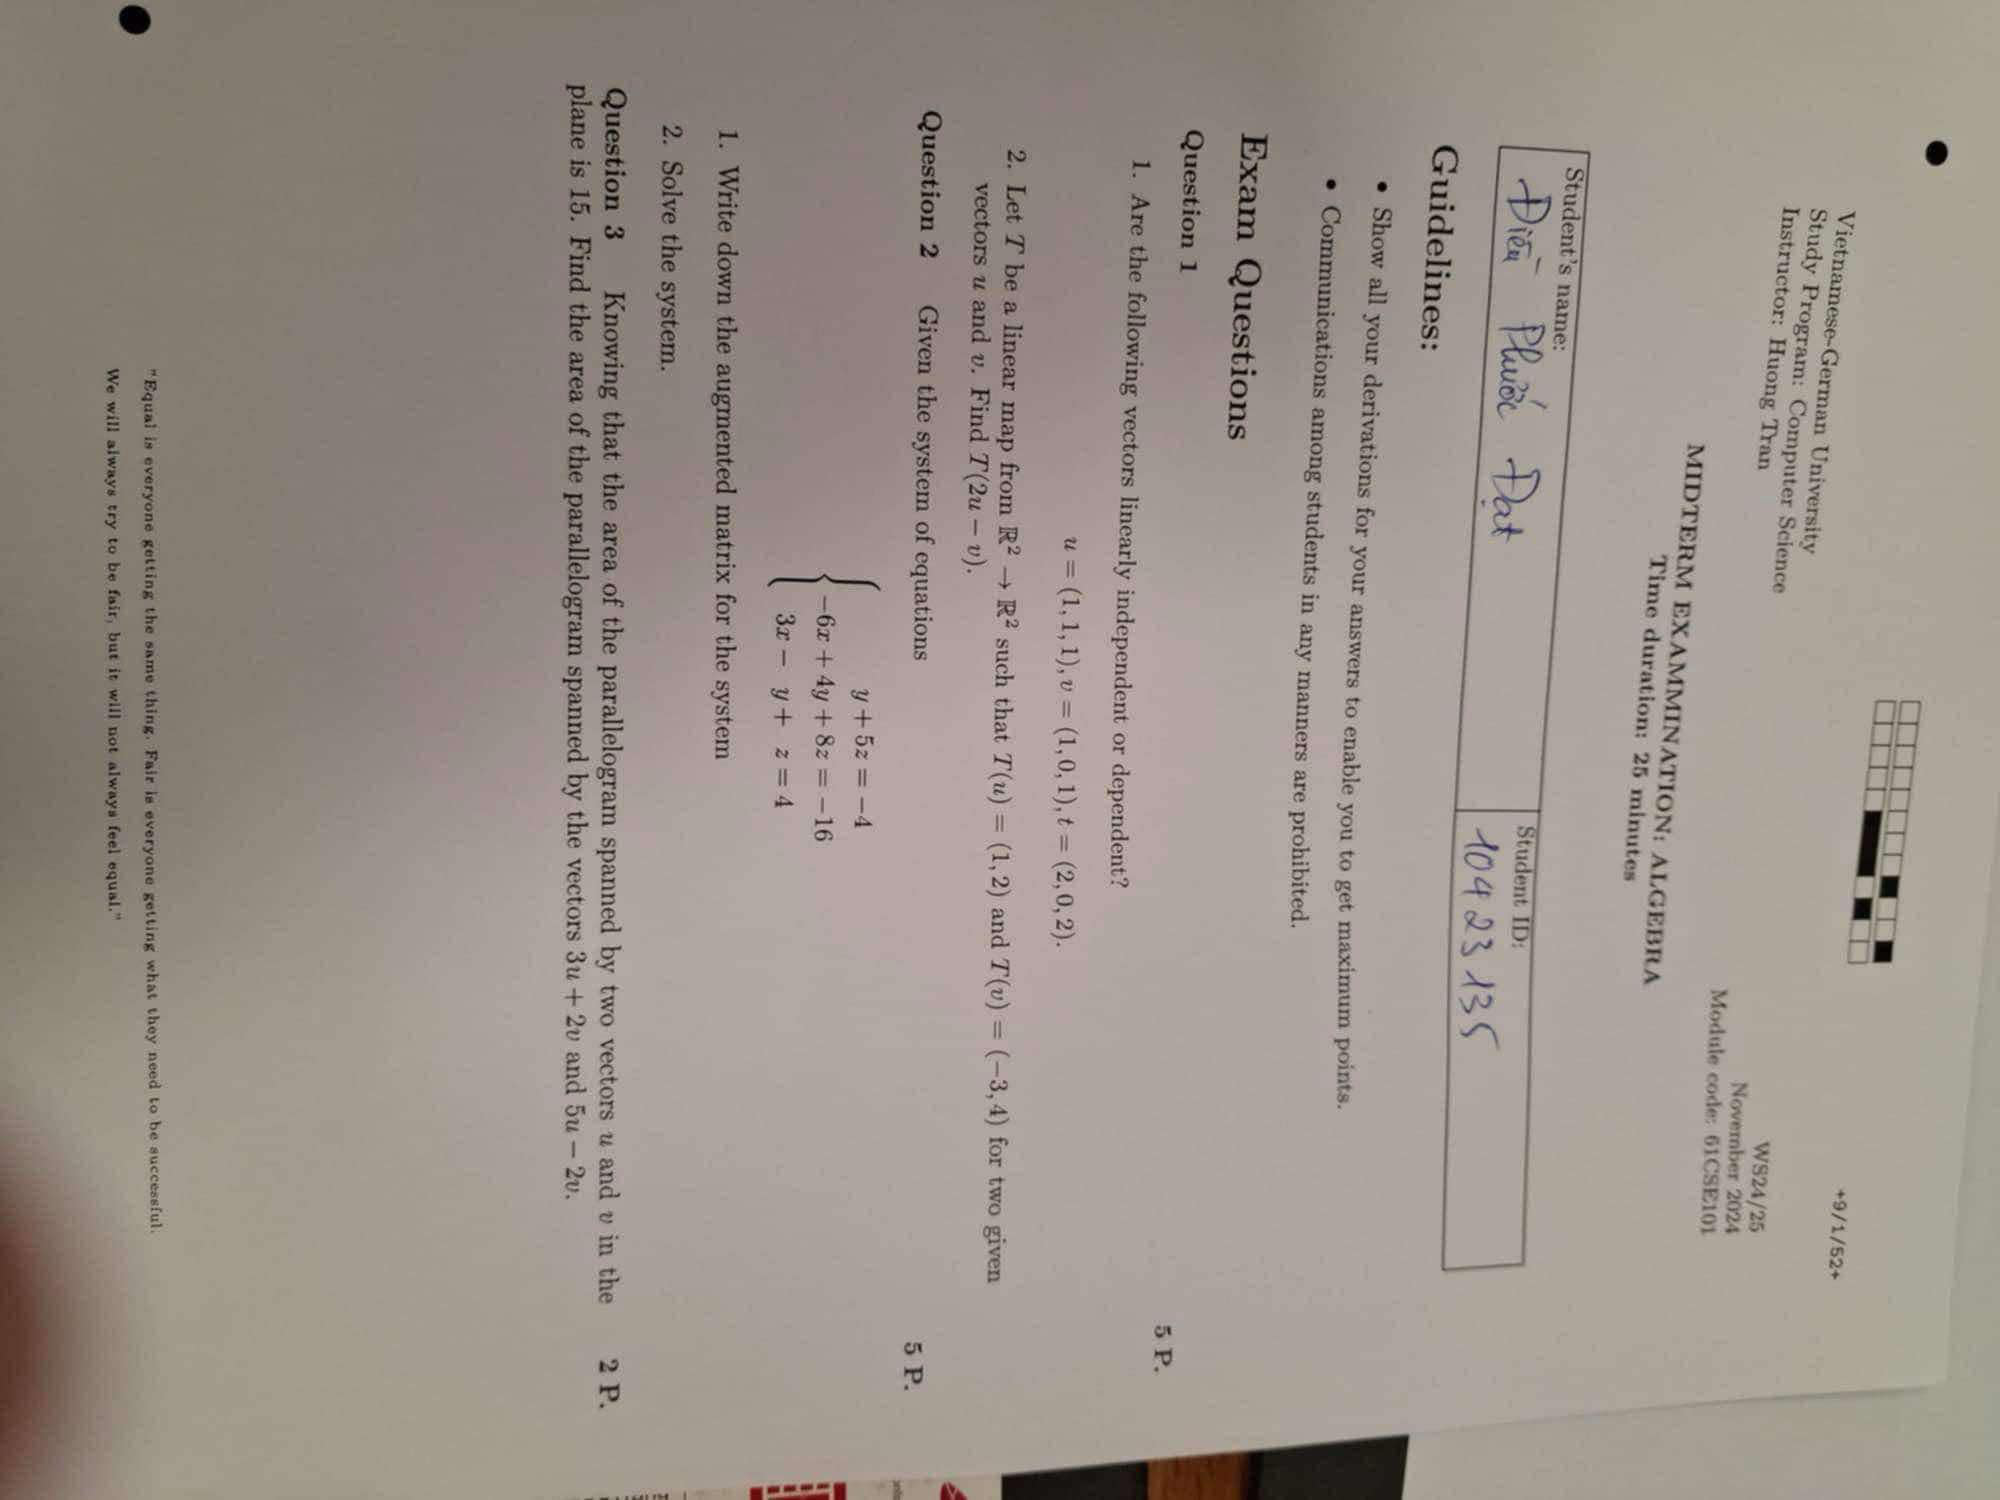 +9/1/52+
Vietnamese-German University
Study Program: Computer Science
Instructor: Huong Tran
WS24/25
November 2024
Module code: 61CSE101
MIDTERM EXAMMINATION: ALGEBRA
Time duration: 25 minutes
Student's name:
Điền Phước Đạt
Student ID:
10423135
Guidelines:
• Show all your derivations for your answers to enable you to get maximum points.
• Communications among students in any manners are prohibited.
Exam Questions
Question 1 5 P.
1. Are the following vectors linearly independent or dependent?
u = (1, 1, 1), v = (1, 0, 1), t = (2, 0, 2).
2. Let T be a linear map from ℝ² → ℝ² such that T(u) = (1, 2) and T(v) = (−3, 4) for two given
vectors u and v. Find T(2u − v).
Question 2 Given the system of equations 5 P.
y + 5z = −4
−6x + 4y + 8z = −16
3x − y + z = 4
1. Write down the augmented matrix for the system
2. Solve the system.
Question 3 Knowing that the area of the parallelogram spanned by two vectors u and v in the 2 P.
plane is 15. Find the area of the parallelogram spanned by the vectors 3u + 2v and 5u − 2v.
"Equal is everyone getting the same thing. Fair is everyone getting what they need to be successful.
We will always try to be fair, but it will not always feel equal."